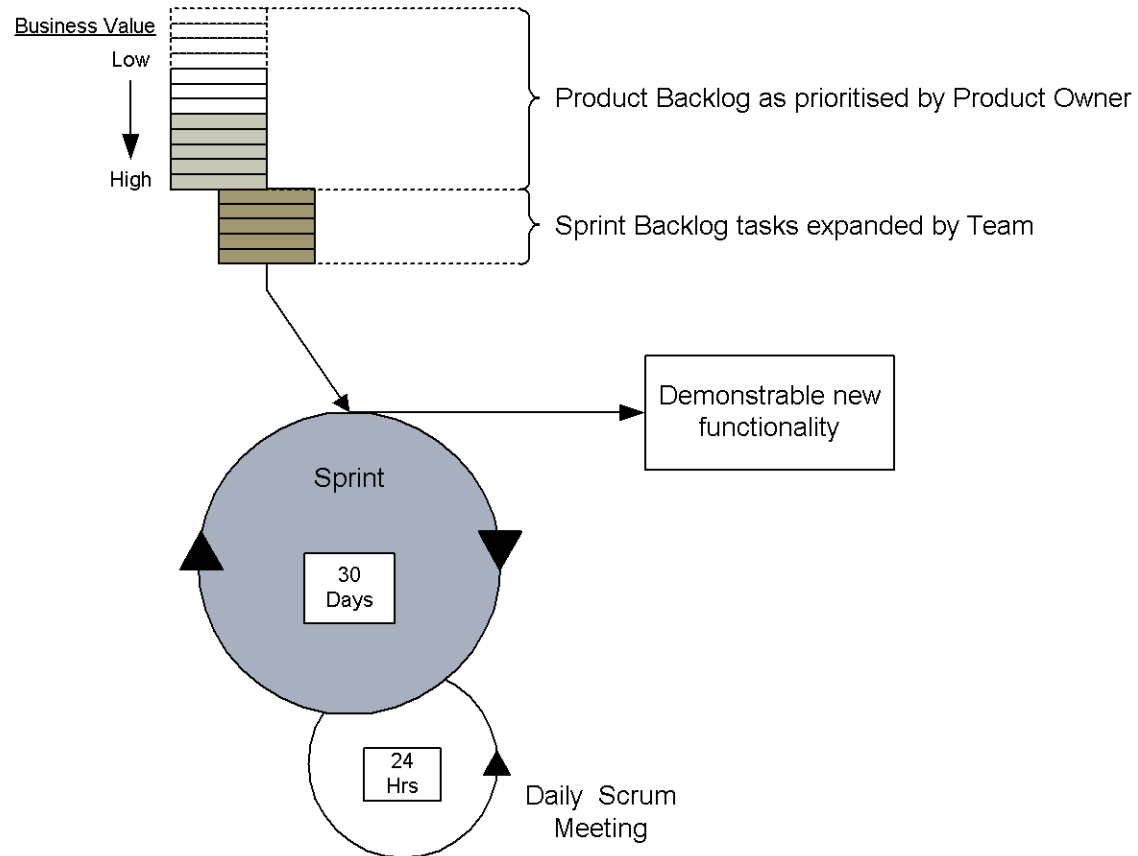 Business Value
Low
High
Product Backlog as prioritised by Product Owner
Sprint Backlog tasks expanded by Team
Demonstrable new
functionality
Sprint
30
Days
24
Hrs
Daily Scrum
Meeting